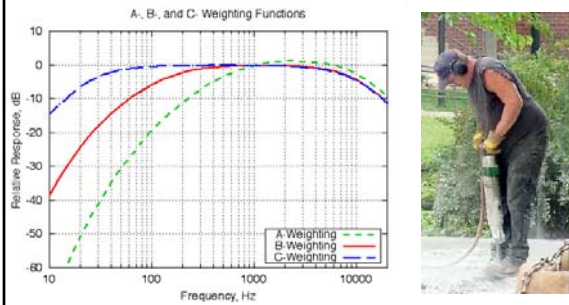 A-, B-, and C- Weighting Functions
Relative Response, dB
10
0
-10
-20
-30
-40
-50
-60
A-Weighting
B-Weighting
C-Weighting
10
100
1000
10000
Frequency, Hz